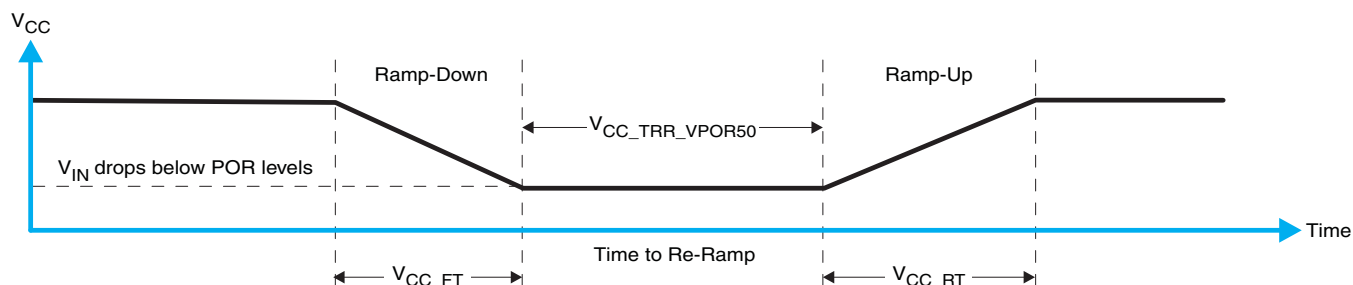 VCC
Ramp-Down
Ramp-Up
VCC_TRR_VPOR50
VIN drops below POR levels
Time
Time to Re-Ramp
VCC_FT
VCC_RT